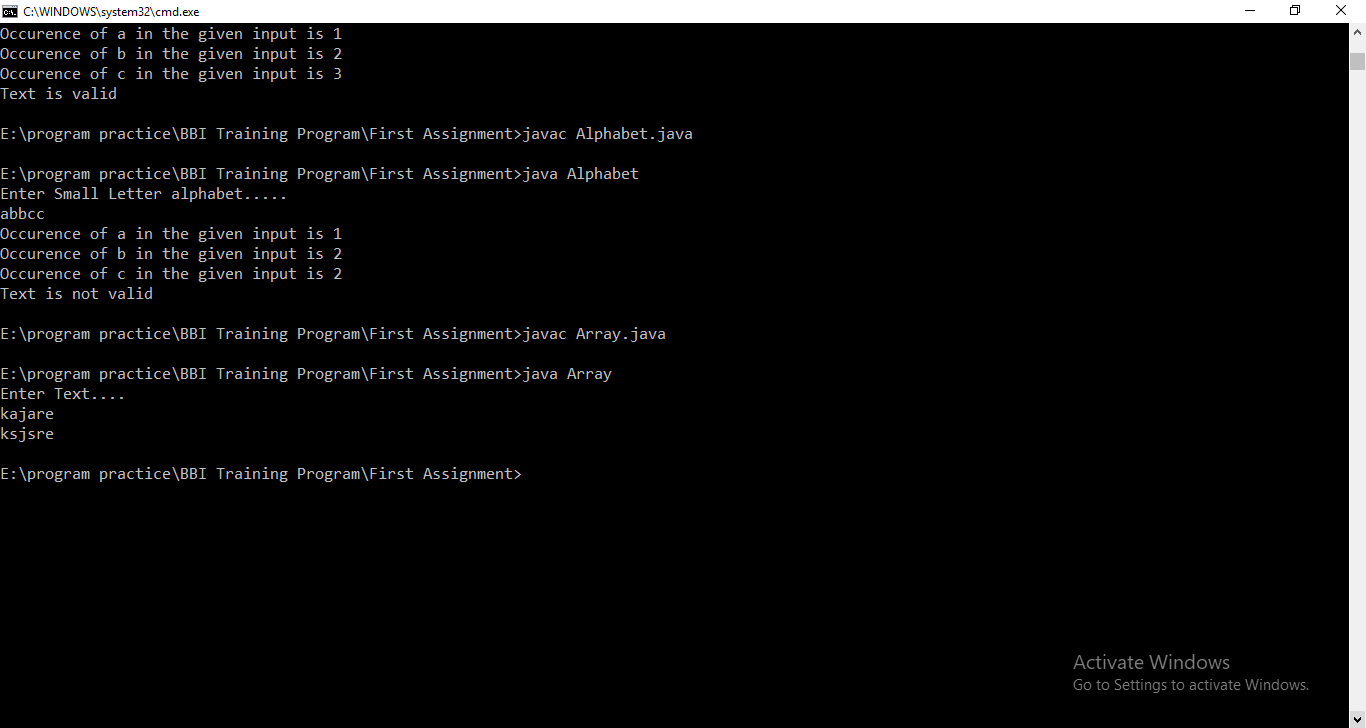 C:\WINDOWS\system32\cmd.exe
Occurence of a in the given input is 1
Occurence of b in the given input is 2
Occurence of c in the given input is 3
Text is valid
E:\program practice\BBI Training Program\First Assignment>javac Alphabet.java
E:\program practice\BBI Training Program\First Assignment>java Alphabet
Enter Small Letter alphabet.....
abbcc
Occurence of a in the given input is 1
Occurence of b in the given input is 2
Occurence of c in the given input is 2
Text is not valid
E:\program practice\BBI Training Program\First Assignment>javac Array.java
E:\program practice\BBI Training Program\First Assignment>java Array
Enter Text....
kajare
ksjsre
E:\program practice\BBI Training Program\First Assignment>
Activate Windows
Go to Settings to activate Windows.